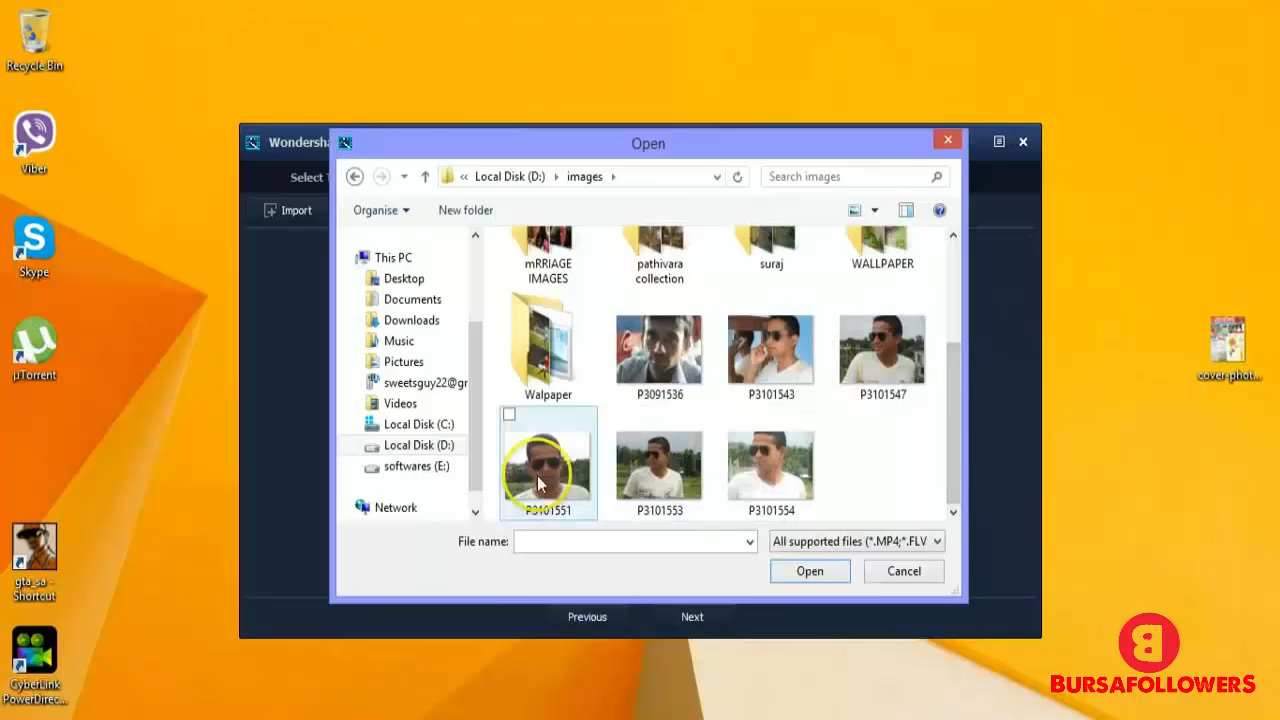 Recycle Bin
Viber
Skype
µTorrent
gta_sa -
Shortcut
CyberLink
PowerDirec...
Wondersha
Select T
Import
Open
« Local Disk (D:)
images
Search images
Organise
New folder
This PC
Desktop
Documents
Downloads
Music
Pictures
sweetsguy22@gr
Videos
Local Disk (C:)
Local Disk (D:)
softwares (E:)
Network
mRRIAGE
IMAGES
pathivara
collection
suraj
WALLPAPER
Walpaper
P3091536
P3101543
P3101547
P3101551
P3101553
P3101554
File name:
All supported files (*.MP4;*.FLV
Open
Cancel
Previous
Next
cover-phot...
B
BURSAFOLLOWERS